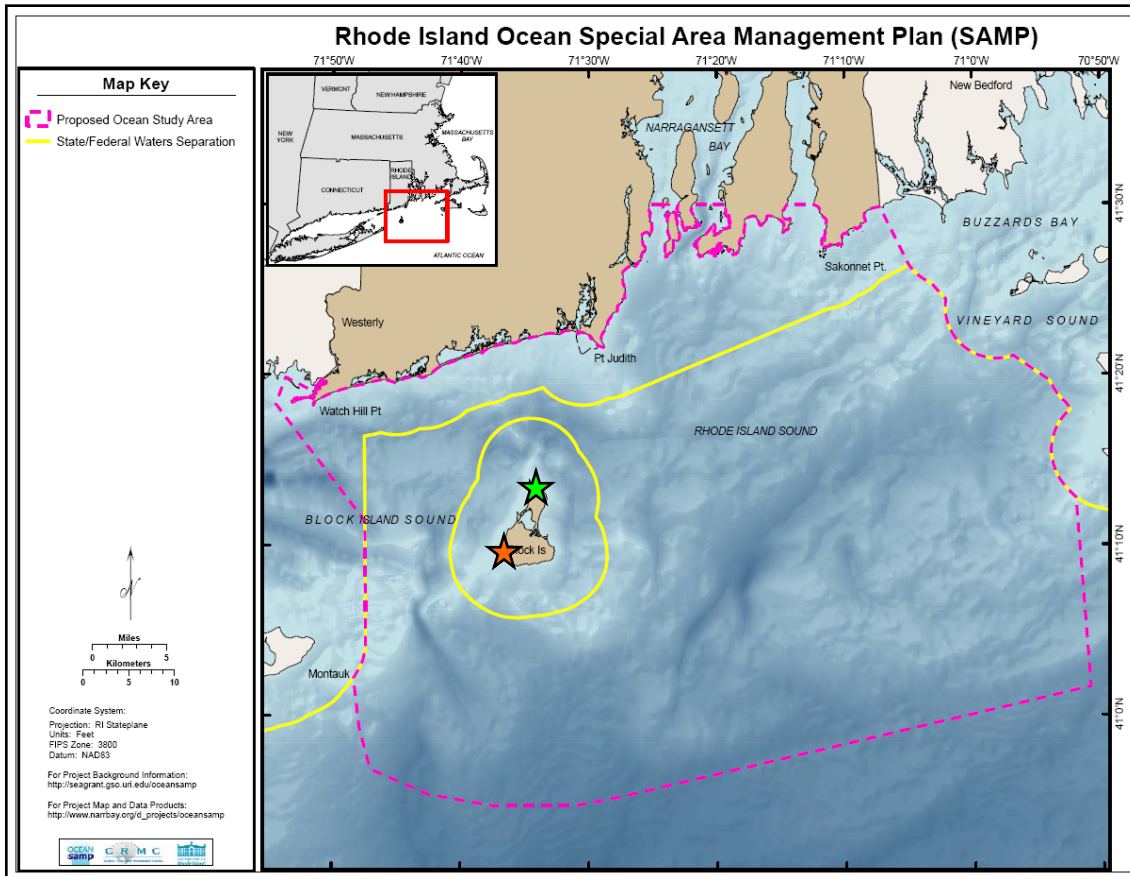 Rhode Island Ocean Special Area Management Plan (SAMP)
71°50'W
71°40'W
71°30'W
71°20'W
71°10'W
71°0'W
70°50'W
Map Key
Proposed Ocean Study Area
State/Federal Waters Separation
VERMONT
NEW HAMPSHIRE
NEW
YORK
MASSACHUSETTS
MASSACHUSETTS
BAY
CONNECTICUT
RHODE
ISLAND
ATLANTIC OCEAN
New Bedford
NARRAGANSETT
BAY
41°30'N
BUZZARDS BAY
Sakonnet Pt.
Westerly
VINEYARD SOUND
Pt Judith
41°20'N
Watch Hill Pt
RHODE ISLAND SOUND
BLOCK ISLAND SOUND
ock Is
41°10'N
N
Miles
0 5
Kilometers
0 5 10
Montauk
41°0'N
Coordinate System:
Projection: RI Stateplane
Units: Feet
FIPS Zone: 3800
Datum: NAD83
For Project Background Information:
http://seagrant.gso.uri.edu/oceansamp
For Project Map and Data Products:
http://www.narrbay.org/d_projects/oceansamp
OCEAN
samp
CRMC